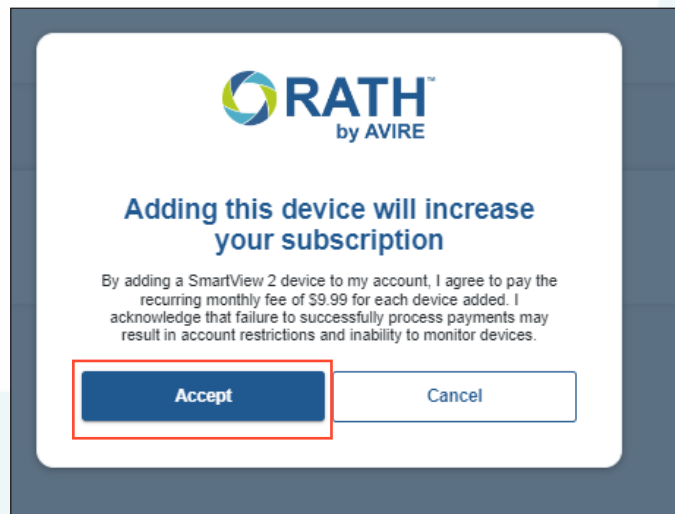 RATH™
by AVIRE
Adding this device will increase
your subscription
By adding a SmartView 2 device to my account, I agree to pay the
recurring monthly fee of $9.99 for each device added. I
acknowledge that failure to successfully process payments may
result in account restrictions and inability to monitor devices.
Accept
Cancel